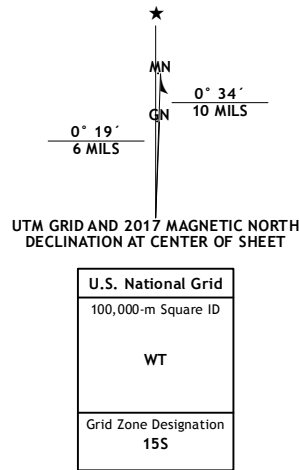 MN
GN
0° 34´
10 MILS
0° 19´
6 MILS
UTM GRID AND 2017 MAGNETIC NORTH
DECLINATION AT CENTER OF SHEET
U.S. National Grid
100,000-m Square ID
WT
Grid Zone Designation
15S